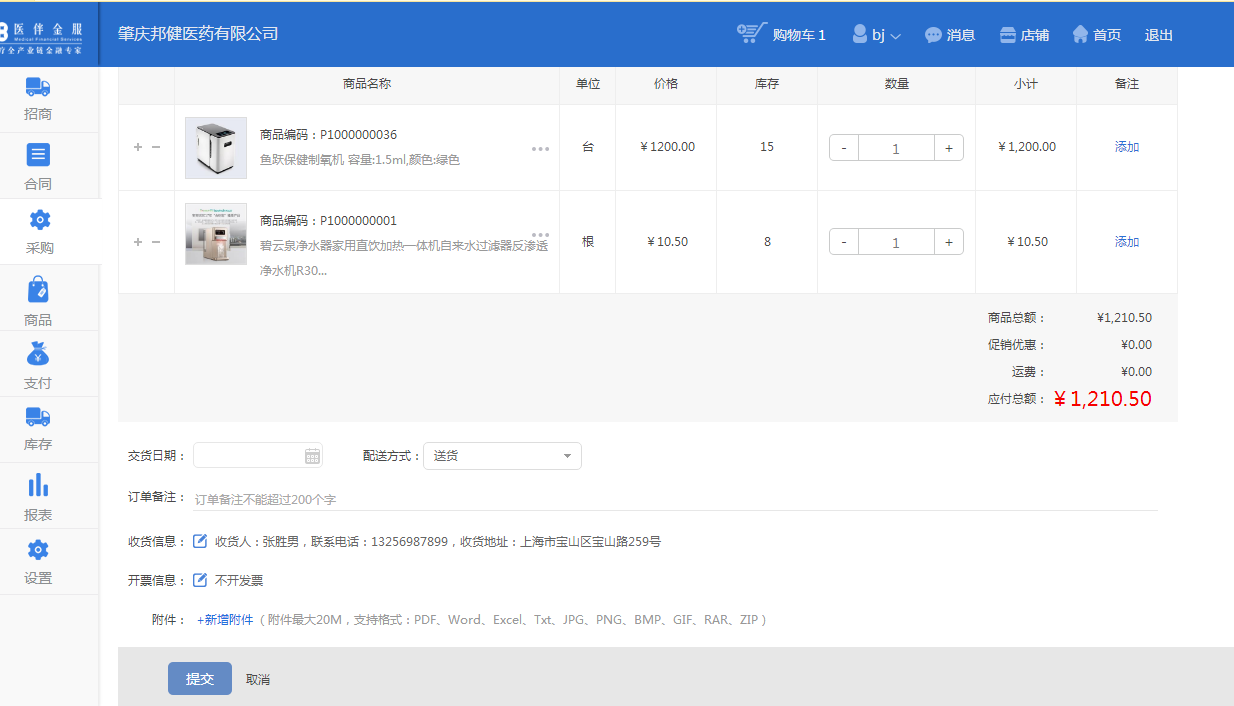 医伴金服
Medical Financial Services
疗全产业链金融专家
肇庆邦健医药有限公司
购物车 1
bj
消息
店铺
首页
退出
招商
合同
采购
商品
支付
库存
报表
设置
商品名称 单位 价格 库存 数量 小计 备注
商品编码：P1000000036
鱼跃保健制氧机 容量:1.5ml,颜色:绿色
台 ¥1200.00 15 - 1 + ¥1,200.00 添加
商品编码：P1000000001
碧云泉净水器家用直饮加热一体机自来水过滤器反渗透
净水机R30...
根 ¥10.50 8 - 1 + ¥10.50 添加
商品总额： ¥1,210.50
促销优惠： ¥0.00
运费： ¥0.00
应付总额： ¥1,210.50
交货日期： 配送方式： 送货
订单备注： 订单备注不能超过200个字
收货信息： 收货人：张胜男，联系电话：13256987899，收货地址：上海市宝山区宝山路259号
开票信息： 不开发票
附件： +新增附件（附件最大20M，支持格式：PDF、Word、Excel、Txt、JPG、PNG、BMP、GIF、RAR、ZIP）
提交 取消